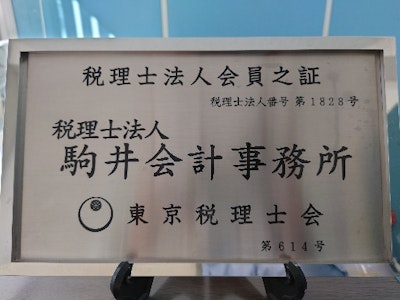 税理士法人会員之証
税理士法人番号 第1828号
税理士法人
駒井会計事務所
東京税理士会
第614号